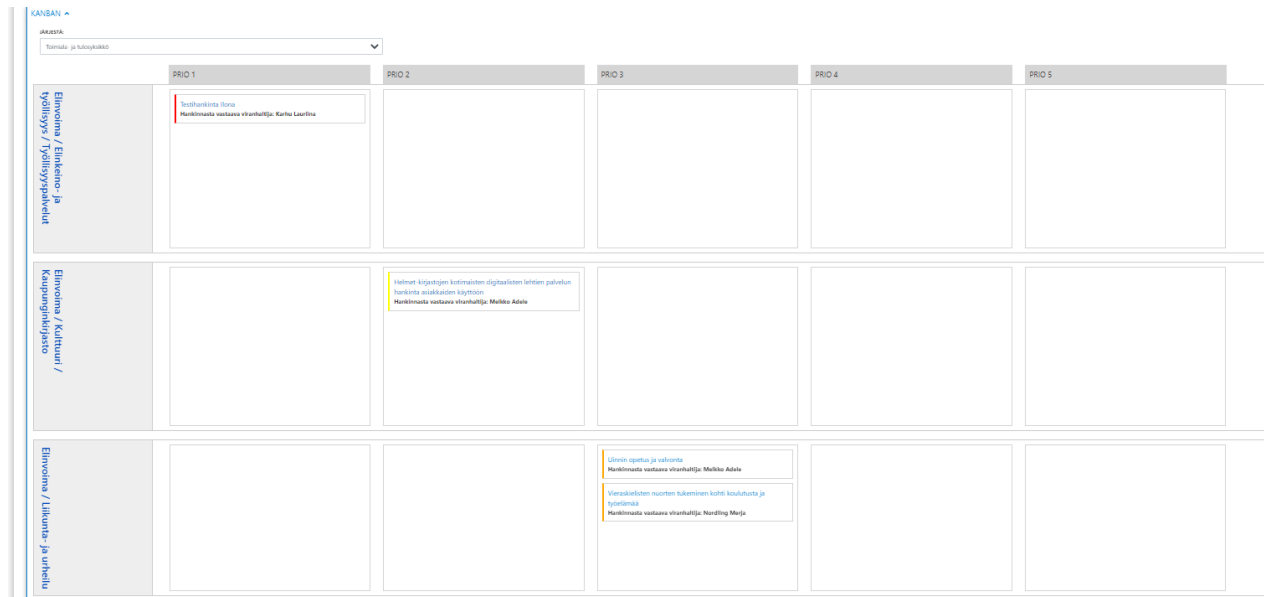 KANBAN
JÄRJESTÄ:
Toimiala- ja tulosyksikkö
PRIO 1
PRIO 2
PRIO 3
PRIO 4
PRIO 5
Elinvoima / Elinkeino- ja
työllisyys / Työllisyyspalvelut
Testihankinta Ilona
Hankinnasta vastaava viranhaltija: Karhu Lauriina
Elinvoima / Kulttuuri /
Kaupunginkirjasto
Helmet-kirjastojen kotimaisten digitaalisten lehtien palvelun
hankinta asiakkaiden käyttöön
Hankinnasta vastaava viranhaltija: Melkko Adele
Elinvoima / Liikunta- ja urheilu
Uinnin opetus ja valvonta
Hankinnasta vastaava viranhaltija: Melkko Adele
Vieraskielisten nuorten tukeminen kohti koulutusta ja
työelämää
Hankinnasta vastaava viranhaltija: Nordling Merja